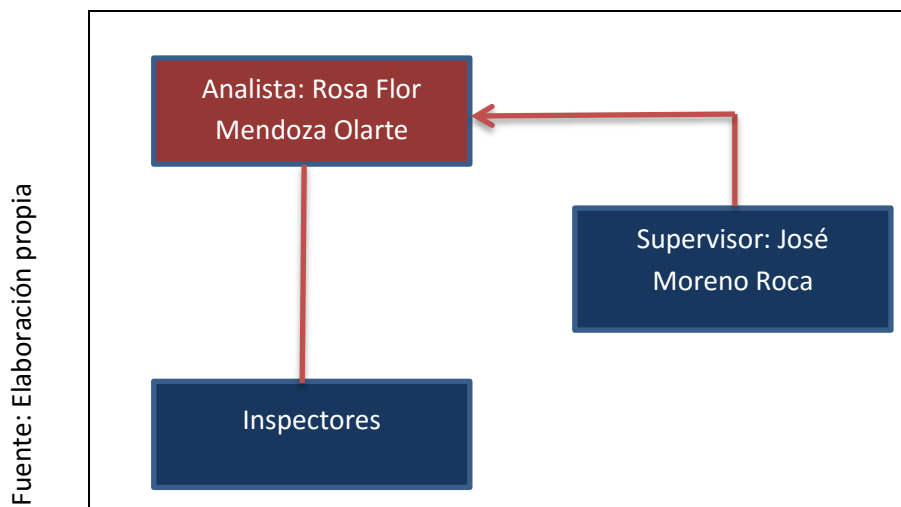 Analista: Rosa Flor
Mendoza Olarte
Supervisor: José
Moreno Roca
Inspectores
Fuente: Elaboración propia